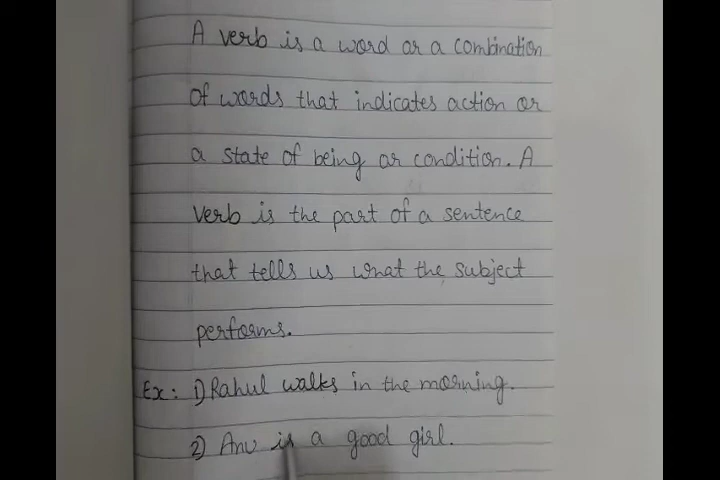 A verb is a word or a combination
of words that indicates action or
a state of being or condition. A
verb is the part of a sentence
that tells us what the subject
performs.
Ex: 1) Rahul walks in the morning.
2) Anu is a good girl.